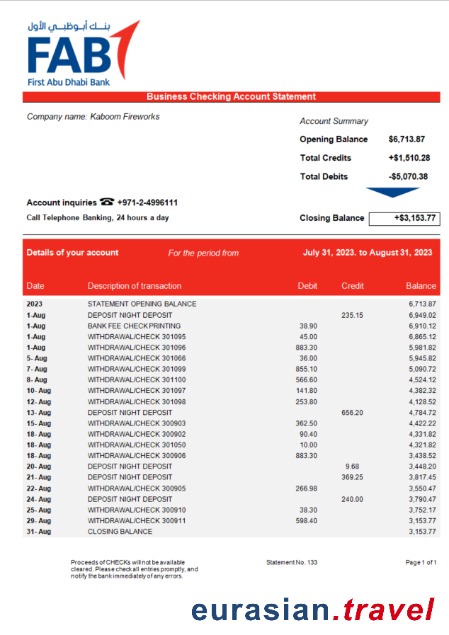 بنك أبوظبي الأول
FAB
First Abu Dhabi Bank
Business Checking Account Statement
Company name: Kaboom Fireworks
Account Summary
Opening Balance $6,713.87
Total Credits +$1,510.28
Total Debits -$5,070.38
Account inquiries ☎ +971-2-4996111
Call Telephone Banking, 24 hours a day
Closing Balance +$3,153.77
Details of your account For the period from July 31, 2023. to August 31, 2023
Date Description of transaction Debit Credit Balance
2023 STATEMENT OPENING BALANCE 6,713.87
1-Aug DEPOSIT NIGHT DEPOSIT 235.15 6,949.02
1-Aug BANK FEE CHECKPRINTING 38.90 6,910.12
1-Aug WITHDRAWAL/CHECK 301095 45.00 6,865.12
1-Aug WITHDRAWAL/CHECK 301096 883.30 5,981.82
5-Aug WITHDRAWAL/CHECK 301066 36.00 5,945.82
7-Aug WITHDRAWAL/CHECK 301099 855.10 5,090.72
8-Aug WITHDRAWAL/CHECK 301100 566.60 4,524.12
10-Aug WITHDRAWAL/CHECK 301097 141.80 4,382.32
12-Aug WITHDRAWAL/CHECK 301098 253.80 4,128.52
13-Aug DEPOSIT NIGHT DEPOSIT 656.20 4,784.72
15-Aug WITHDRAWAL/CHECK 300903 362.50 4,422.22
18-Aug WITHDRAWAL/CHECK 300902 90.40 4,331.82
18-Aug WITHDRAWAL/CHECK 301050 10.00 4,321.82
18-Aug WITHDRAWAL/CHECK 300906 883.30 3,438.52
20-Aug DEPOSIT NIGHT DEPOSIT 9.68 3,448.20
21-Aug DEPOSIT NIGHT DEPOSIT 369.25 3,817.45
22-Aug WITHDRAWAL/CHECK 300905 266.98 3,550.47
24-Aug DEPOSIT NIGHT DEPOSIT 240.00 3,790.47
25-Aug WITHDRAWAL/CHECK 300910 38.30 3,752.17
29-Aug WITHDRAWAL/CHECK 300911 598.40 3,153.77
31-Aug CLOSING BALANCE 3,153.77
Proceeds of CHECKs will not be available
cleared. Please check all entries promptly, and
notify the bank immediately of any errors.
Statement No. 133
Page 1 of 1
eurasian.travel